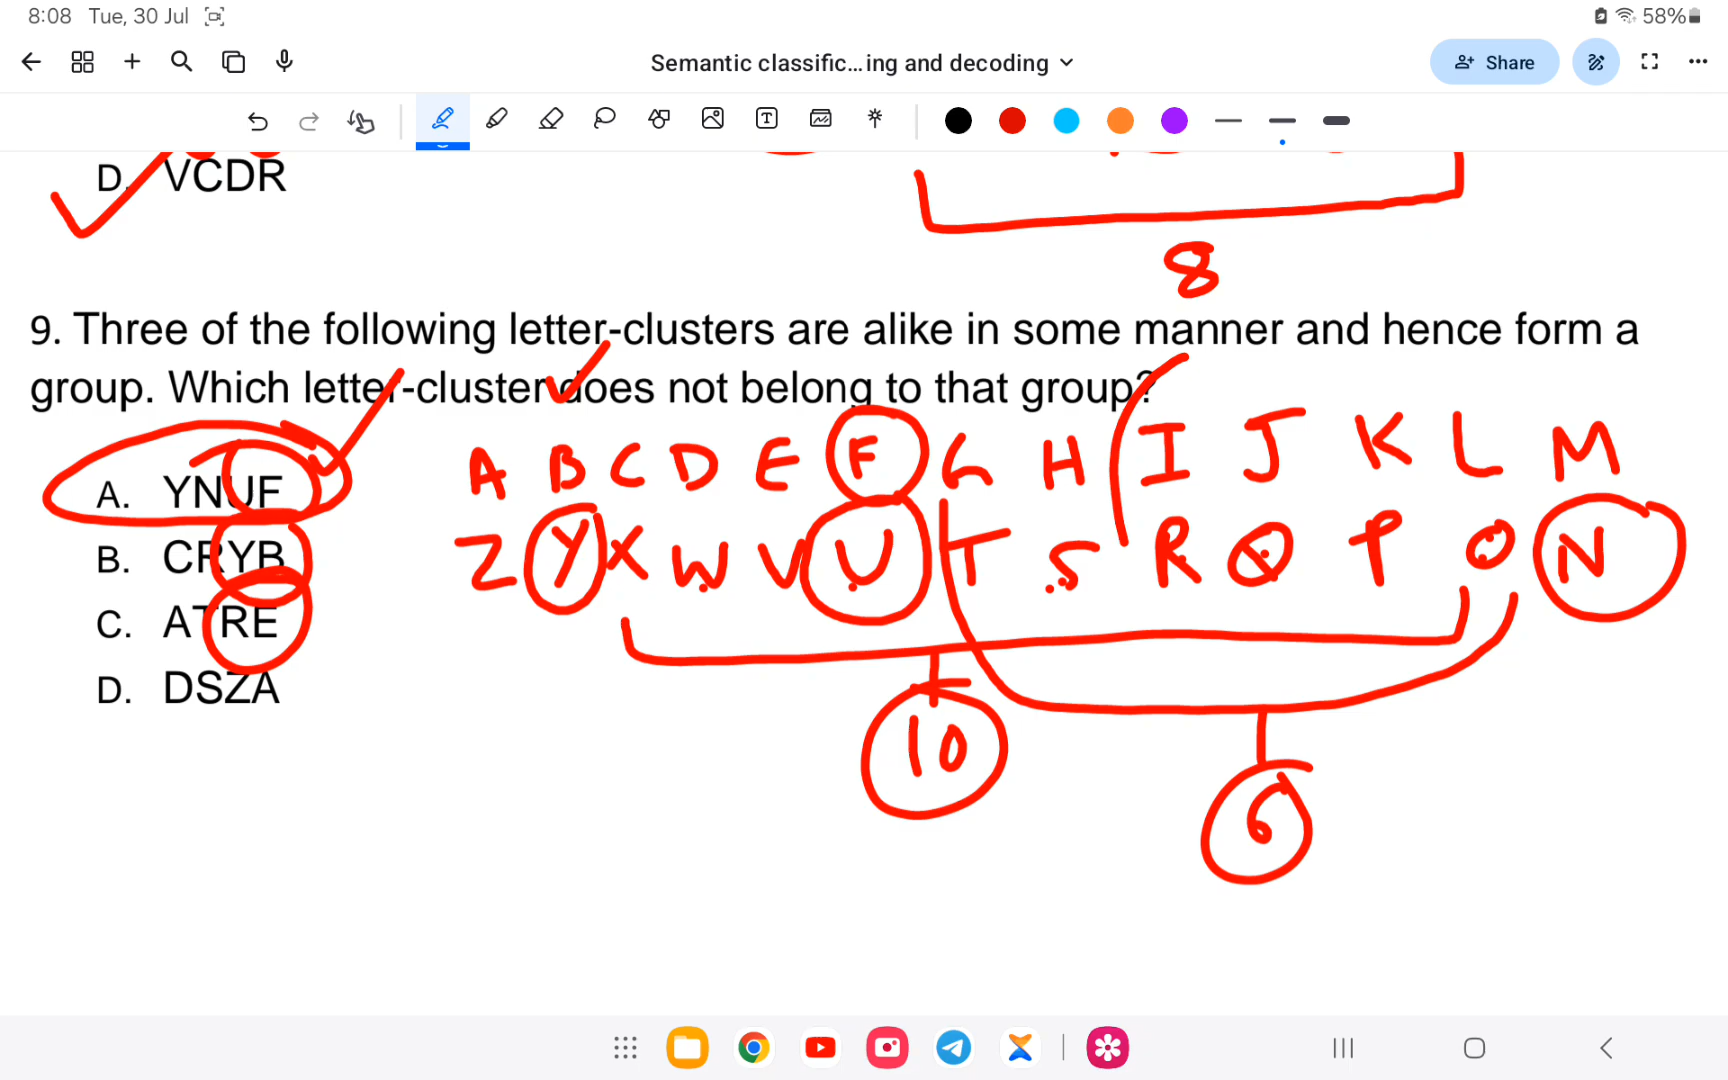 8:08 Tue, 30 Jul 58%
Semantic classific...ing and decoding
Share
D. VCDR
8
9. Three of the following letter-clusters are alike in some manner and hence form a
group. Which letter-cluster does not belong to that group?
A B C D E F G H I J K L M
A. YNUF
Z Y X W V U T S R Q P O N
B. CRYB
C. ATRE
D. DSZA
10
6